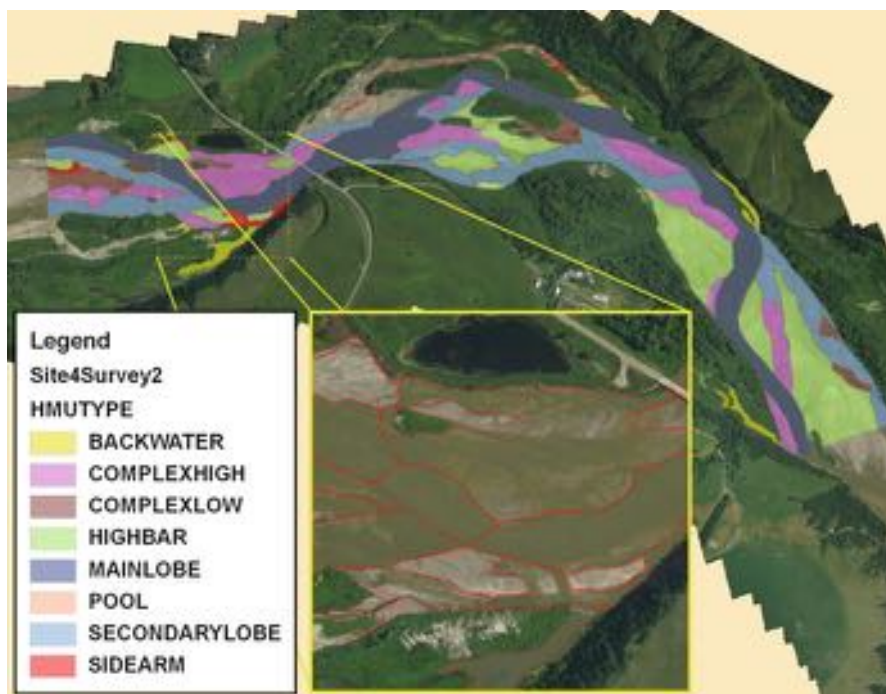 Legend
Site4Survey2
HMUTYPE
BACKWATER
COMPLEXHIGH
COMPLEXLOW
HIGHBAR
MAINLOBE
POOL
SECONDARYLOBE
SIDEARM